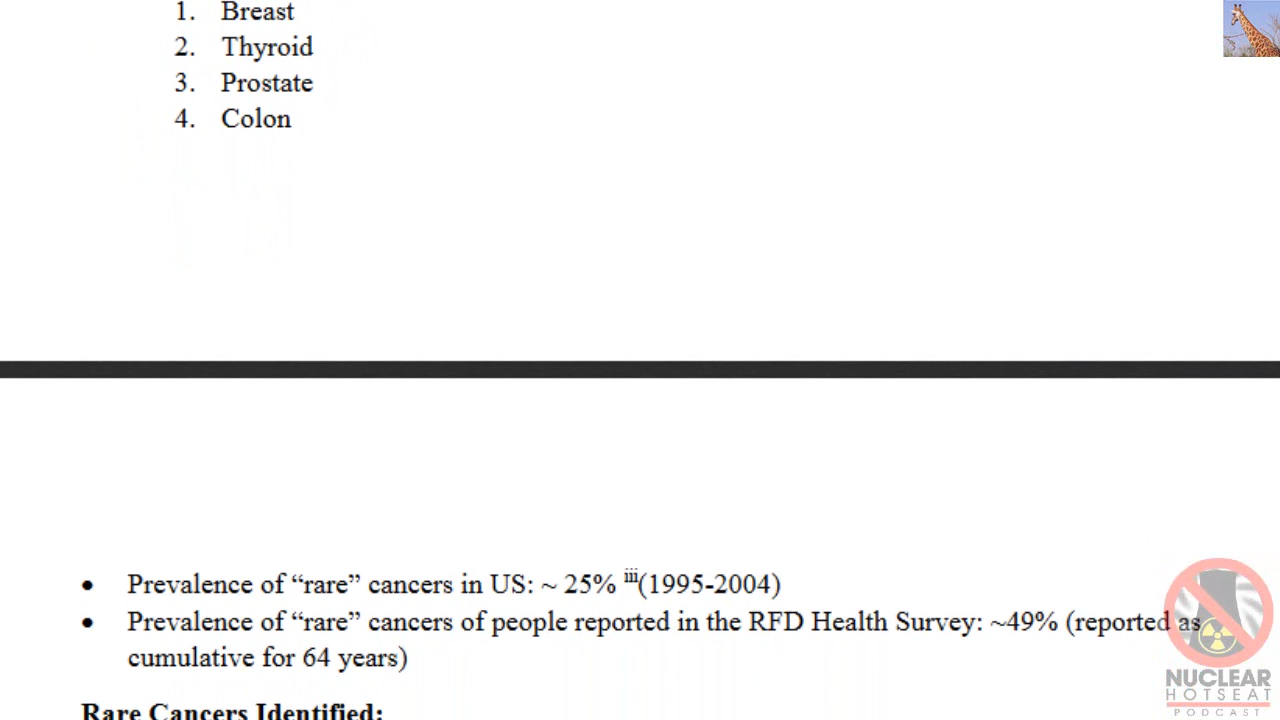 1. Breast
2. Thyroid
3. Prostate
4. Colon
• Prevalence of “rare” cancers in US: ~ 25% iii(1995-2004)
• Prevalence of “rare” cancers of people reported in the RFD Health Survey: ~49% (reported as
cumulative for 64 years)
Rare Cancers Identified:
NUCLEAR
HOTSEAT
PODCAST